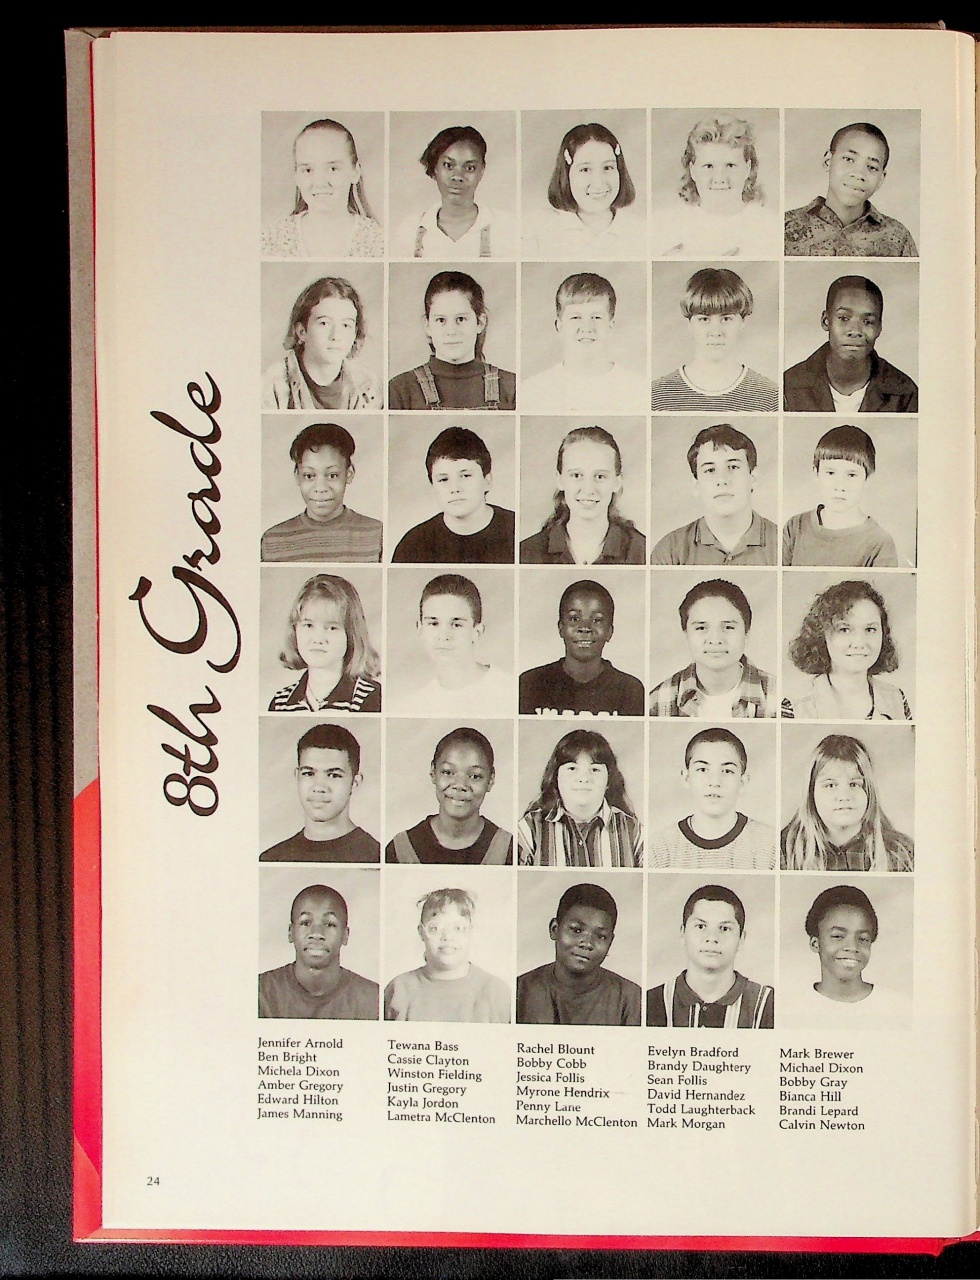 8th Grade
Jennifer Arnold Tewana Bass Rachel Blount Evelyn Bradford Mark Brewer
Ben Bright Cassie Clayton Bobby Cobb Brandy Daughtery Michael Dixon
Michela Dixon Winston Fielding Jessica Follis Sean Follis Bobby Gray
Amber Gregory Justin Gregory Myrone Hendrix David Hernandez Bianca Hill
Edward Hilton Kayla Jordon Penny Lane Todd Laughterback Brandi Lepard
James Manning Lametra McClenton Marchello McClenton Mark Morgan Calvin Newton
24